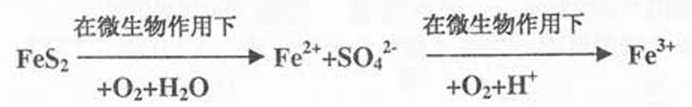 在微生物作用下 在微生物作用下
FeS₂ ⟶ Fe²⁺+SO₄²⁻ ⟶ Fe³⁺
+O₂+H₂O +O₂+H⁺